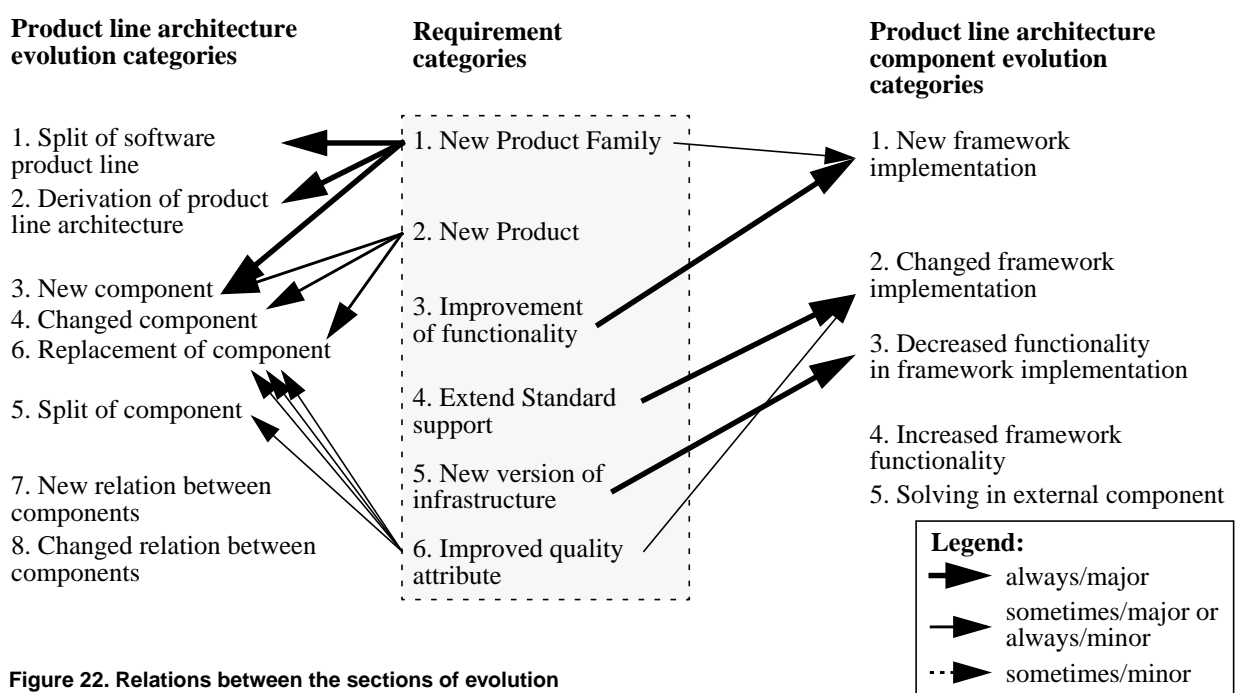 Product line architecture
evolution categories
1. Split of software
product line
2. Derivation of product
line architecture
3. New component
4. Changed component
6. Replacement of component
5. Split of component
7. New relation between
components
8. Changed relation between
components
Requirement
categories
1. New Product Family
2. New Product
3. Improvement
of functionality
4. Extend Standard
support
5. New version of
infrastructure
6. Improved quality
attribute
Product line architecture
component evolution
categories
1. New framework
implementation
2. Changed framework
implementation
3. Decreased functionality
in framework implementation
4. Increased framework
functionality
5. Solving in external component
Legend:
always/major
sometimes/major or
always/minor
sometimes/minor
Figure 22. Relations between the sections of evolution